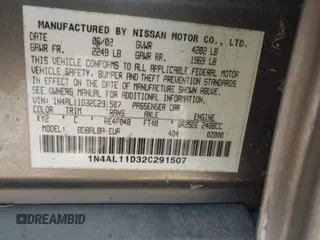 MANUFACTURED BY NISSAN MOTOR CO., LTD.
DATE 06/02 GVWR 4202 LB
GAWR FR. 2249 LB GAWR RR. 1969 LB
THIS VEHICLE CONFORMS TO ALL APPLICABLE FEDERAL MOTOR
VEHICLE SAFETY, BUMPER AND THEFT PREVENTION STANDARDS
IN EFFECT ON THE DATE OF MANUFACTURE SHOWN ABOVE.
SEE OWNERS MANUAL FOR ADDITIONAL LOADING INFORMATION
VIN: 1N4AL11D32C291507 PASSENGER CAR
COLOR TRIM TRANS AXLE ENGINE
KY2 C RE4F04B FT40 QR25DE 2488CC
MODEL: BDBALBA-EUA 404 02000
1N4AL11D32C291507
DREAMBID